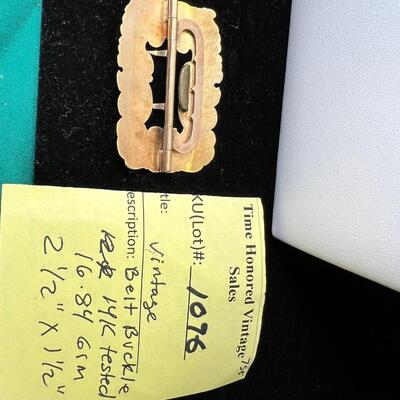 Time Honored Vintage
Sales
KU(Lot)#: 1096
tle: Vintage
escription: Belt Buckle
14K tested
16.84 Grm
2 1/2" X 1 1/2"